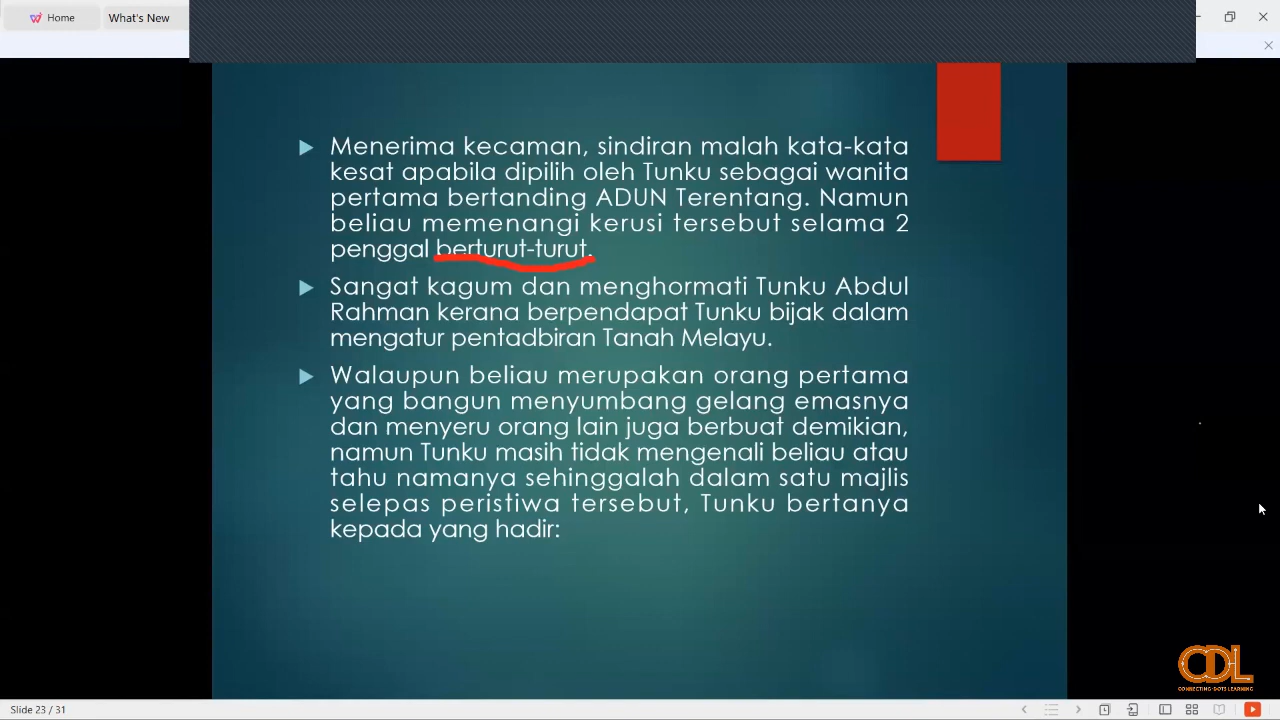 Home
What's New
Menerima kecaman, sindiran malah kata-kata
kesat apabila dipilih oleh Tunku sebagai wanita
pertama bertanding ADUN Terentang. Namun
beliau memenangi kerusi tersebut selama 2
penggal berturut-turut.
Sangat kagum dan menghormati Tunku Abdul
Rahman kerana berpendapat Tunku bijak dalam
mengatur pentadbiran Tanah Melayu.
Walaupun beliau merupakan orang pertama
yang bangun menyumbang gelang emasnya
dan menyeru orang lain juga berbuat demikian,
namun Tunku masih tidak mengenali beliau atau
tahu namanya sehinggalah dalam satu majlis
selepas peristiwa tersebut, Tunku bertanya
kepada yang hadir:
CDL
CONNECTING-DOTS LEARNING
Slide 23 / 31